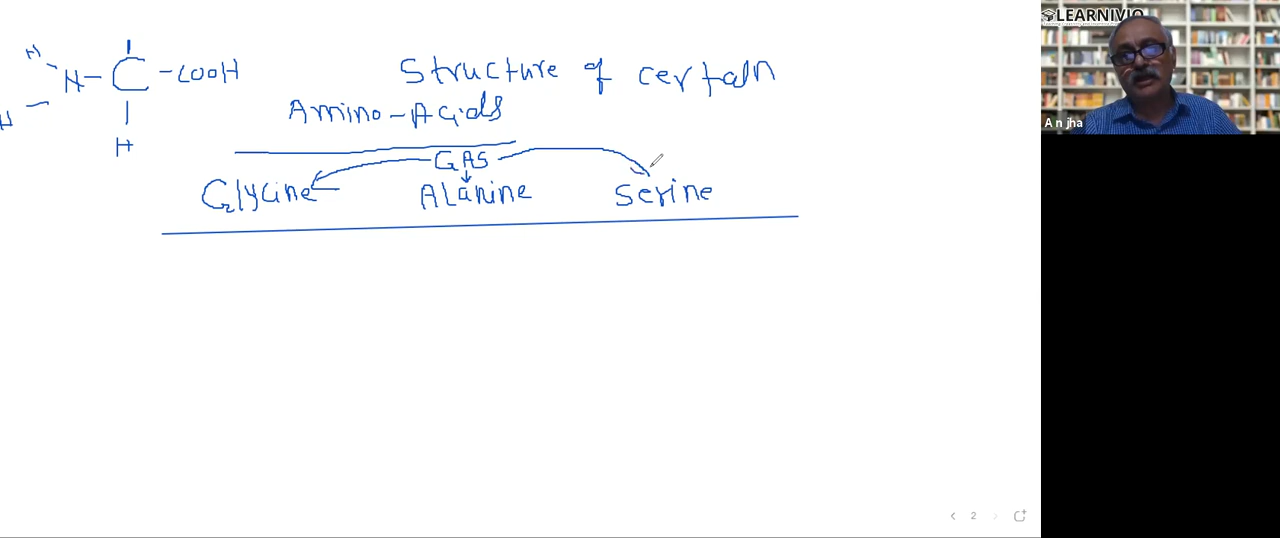 LEARNIVIO
A n jha
H
N - C - COOH
H
H
Structure of certain
Amino - Acids
GAS
Glycine Alanine Serine
2